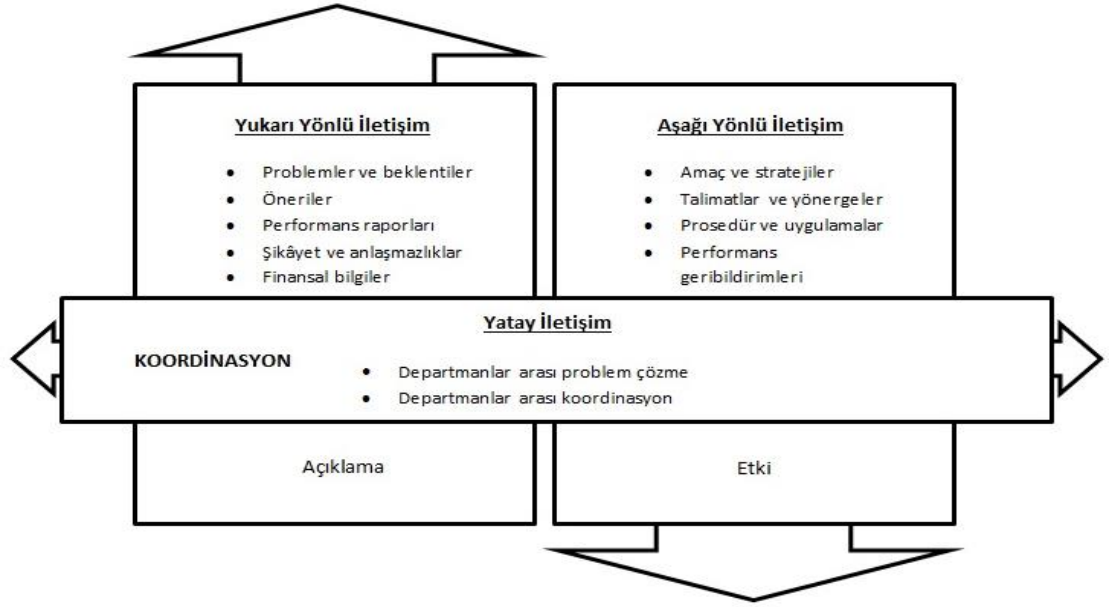 Yukarı Yönlü İletişim
• Problemler ve beklentiler
• Öneriler
• Performans raporları
• Şikâyet ve anlaşmazlıklar
• Finansal bilgiler
Aşağı Yönlü İletişim
• Amaç ve stratejiler
• Talimatlar ve yönergeler
• Prosedür ve uygulamalar
• Performans
geribildirimleri
Yatay İletişim
KOORDİNASYON
• Departmanlar arası problem çözme
• Departmanlar arası koordinasyon
Açıklama
Etki